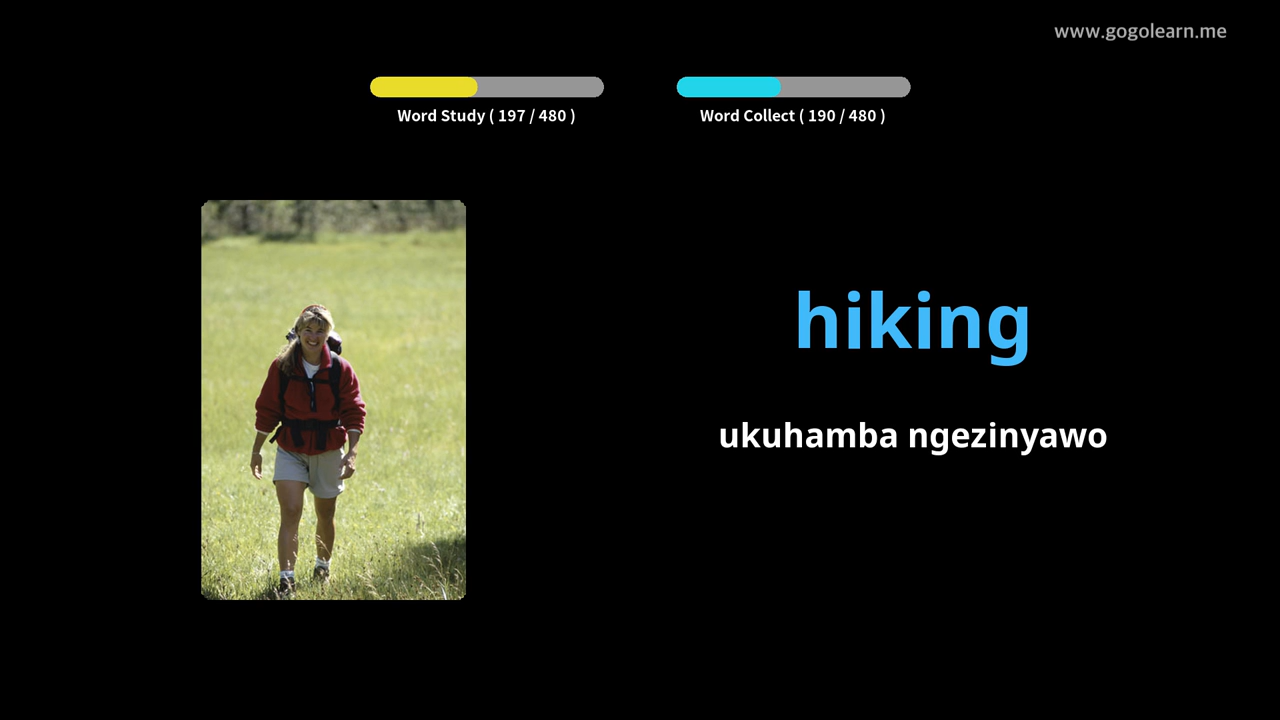 www.gogolearn.me
Word Study ( 197 / 480 )
Word Collect ( 190 / 480 )
hiking
ukuhamba ngezinyawo